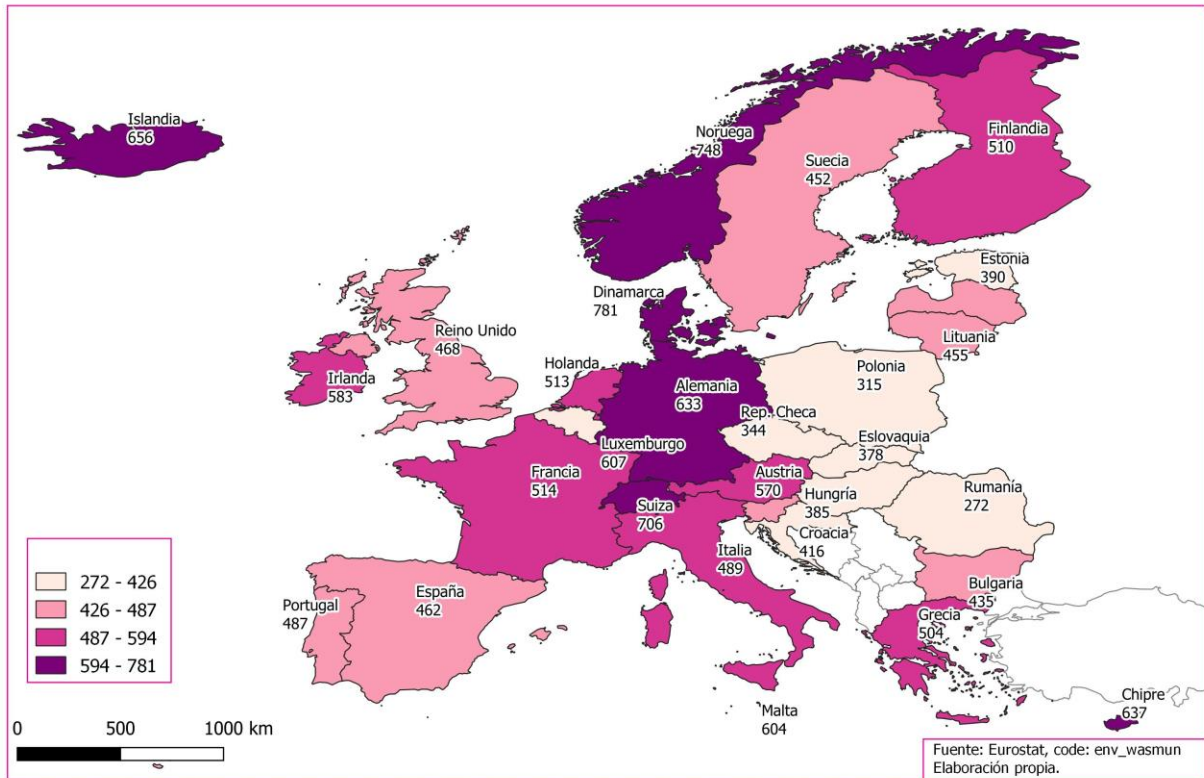 Islandia
656
Noruega
748
Suecia
452
Finlandia
510
Estonia
390
Dinamarca
781
Lituania
455
Reino Unido
468
Irlanda
583
Holanda
513
Alemania
633
Polonia
315
Rep. Checa
344
Eslovaquia
378
Luxemburgo
607
Francia
514
Austria
570
Hungría
385
Rumanía
272
Suiza
706
Croacia
416
Italia
489
Bulgaria
435
Grecia
504
España
462
Portugal
487
Malta
604
Chipre
637
272 - 426
426 - 487
487 - 594
594 - 781
0 500 1000 km
Fuente: Eurostat, code: env_wasmun
Elaboración propia.